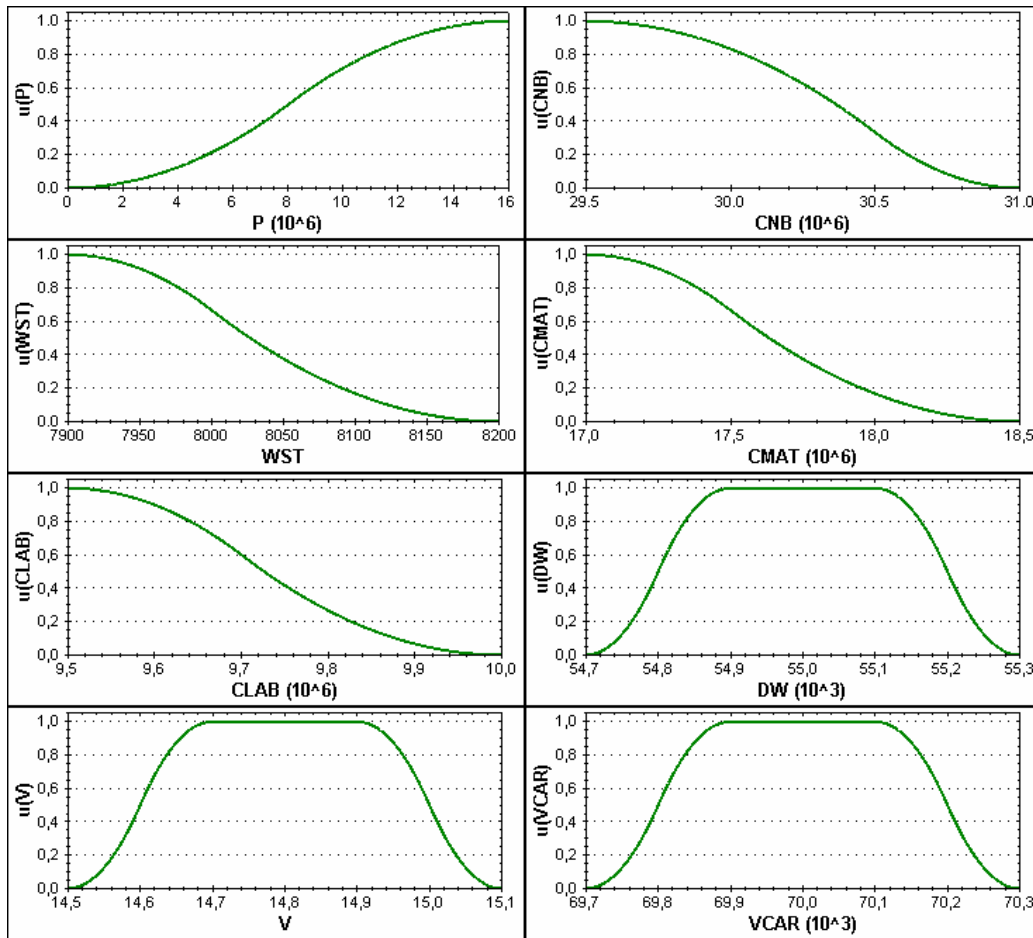 u(P)
1.0
0.8
0.6
0.4
0.2
0.0
0 2 4 6 8 10 12 14 16
P (10^6)
u(CNB)
1.0
0.8
0.6
0.4
0.2
0.0
29.5 30.0 30.5 31.0
CNB (10^6)
u(WST)
1.0
0.8
0.6
0.4
0.2
0.0
7900 7950 8000 8050 8100 8150 8200
WST
u(CMAT)
1,0
0,8
0,6
0,4
0,2
0,0
17,0 17,5 18,0 18,5
CMAT (10^6)
u(CLAB)
1,0
0,8
0,6
0,4
0,2
0,0
9,5 9,6 9,7 9,8 9,9 10,0
CLAB (10^6)
u(DW)
1,0
0,8
0,6
0,4
0,2
0,0
54,7 54,8 54,9 55,0 55,1 55,2 55,3
DW (10^3)
u(V)
1,0
0,8
0,6
0,4
0,2
0,0
14,5 14,6 14,7 14,8 14,9 15,0 15,1
V
u(VCAR)
1,0
0,8
0,6
0,4
0,2
0,0
69,7 69,8 69,9 70,0 70,1 70,2 70,3
VCAR (10^3)